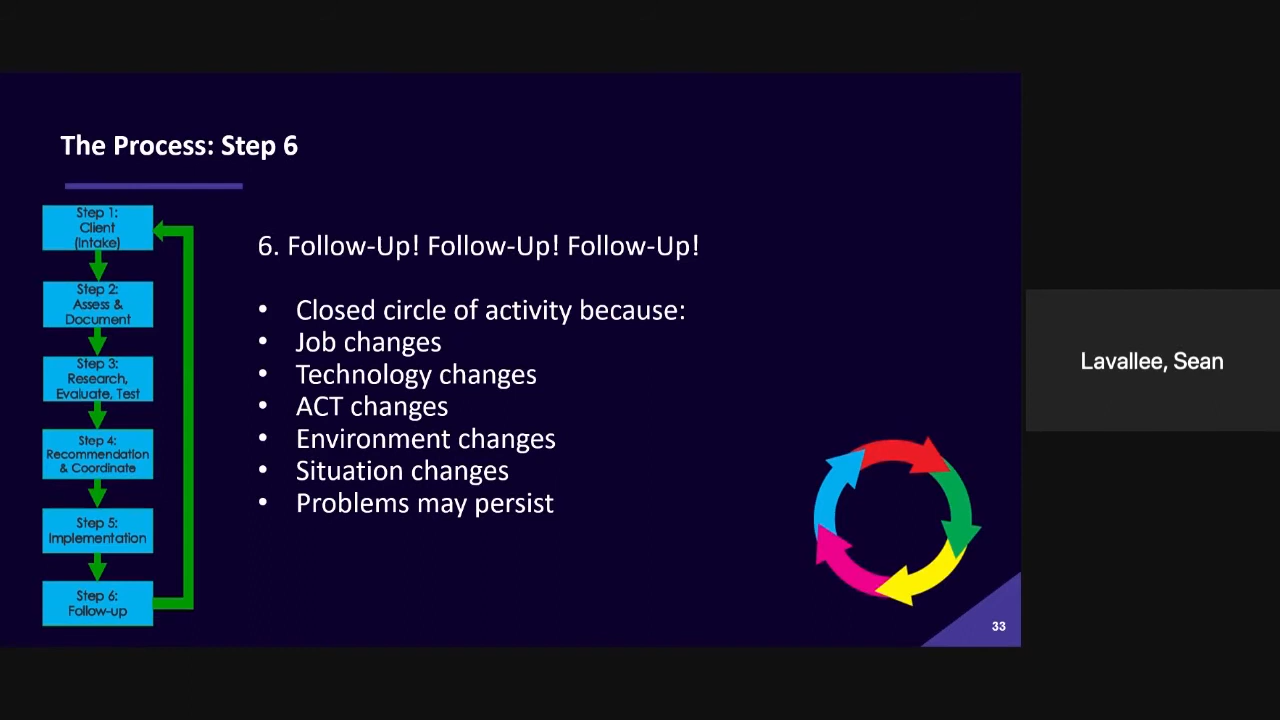 The Process: Step 6
Step 1:
Client
(Intake)
Step 2:
Assess &
Document
Step 3:
Research,
Evaluate, Test
Step 4:
Recommendation
& Coordinate
Step 5:
Implementation
Step 6:
Follow-up
6. Follow-Up! Follow-Up! Follow-Up!
• Closed circle of activity because:
• Job changes
• Technology changes
• ACT changes
• Environment changes
• Situation changes
• Problems may persist
33
Lavallee, Sean